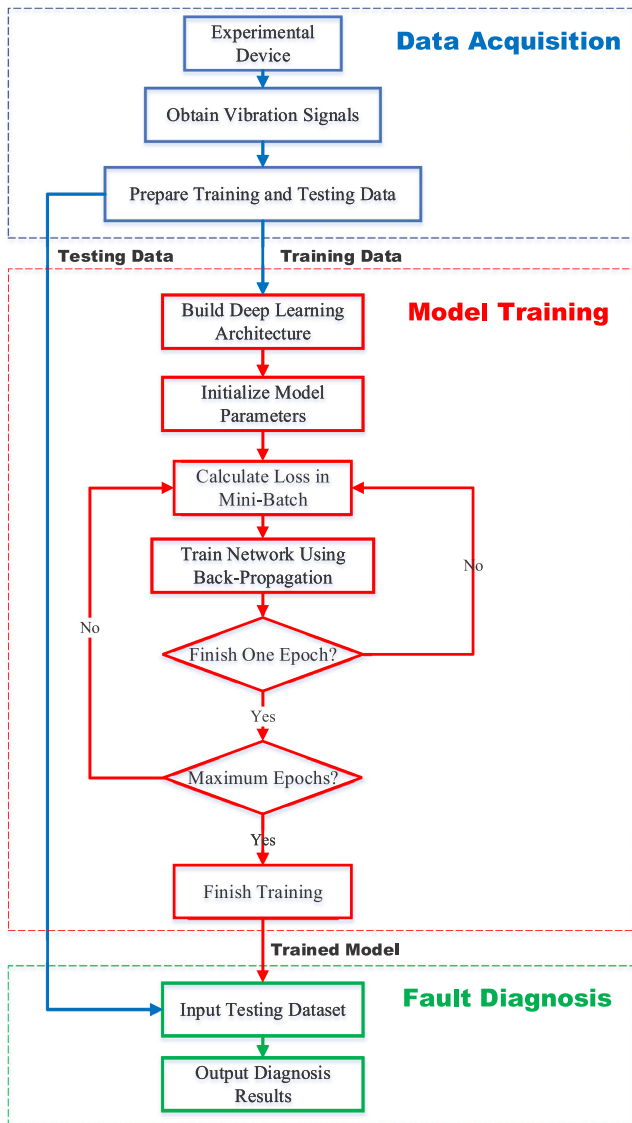 Experimental
Device
Data Acquisition
Obtain Vibration Signals
Prepare Training and Testing Data
Testing Data
Training Data
Build Deep Learning
Architecture
Model Training
Initialize Model
Parameters
Calculate Loss in
Mini-Batch
Train Network Using
Back-Propagation
No
No
Finish One Epoch?
Yes
Maximum Epochs?
Yes
Finish Training
Trained Model
Fault Diagnosis
Input Testing Dataset
Output Diagnosis
Results